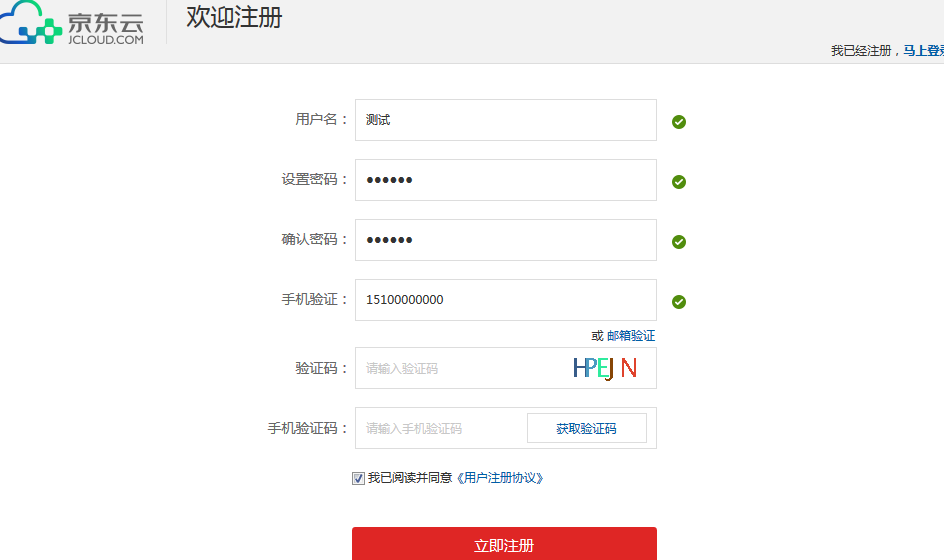 京东云
JCLOUD.COM
欢迎注册
我已经注册，马上登录
用户名：
测试
设置密码：
●●●●●●
确认密码：
●●●●●●
手机验证：
15100000000
或 邮箱验证
验证码：
请输入验证码
HPEJN
手机验证码：
请输入手机验证码
获取验证码
我已阅读并同意《用户注册协议》
立即注册